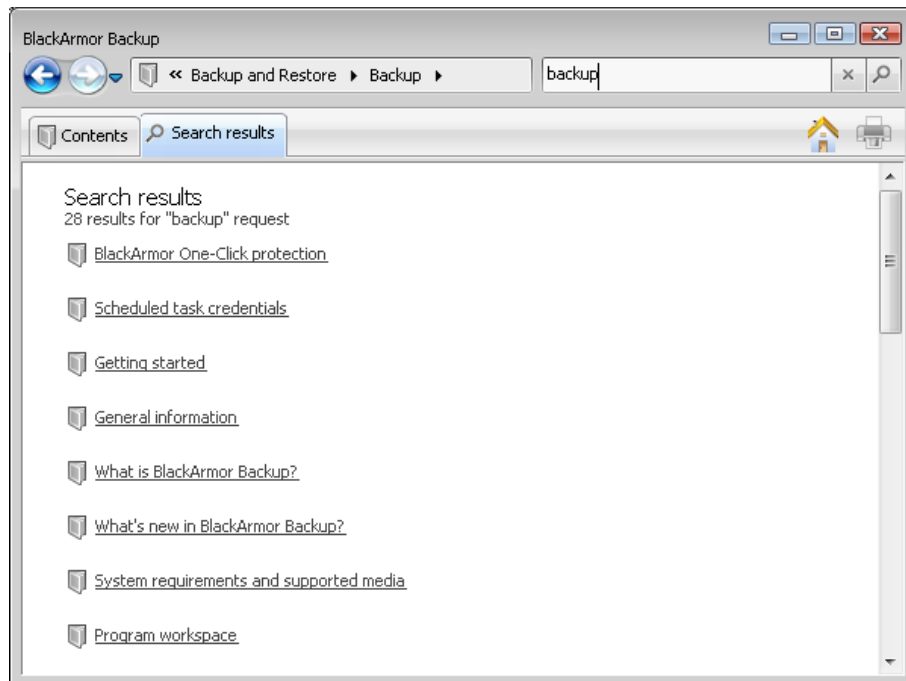 BlackArmor Backup
« Backup and Restore ▸ Backup ▸
backup
Contents
Search results
Search results
28 results for "backup" request
BlackArmor One-Click protection
Scheduled task credentials
Getting started
General information
What is BlackArmor Backup?
What's new in BlackArmor Backup?
System requirements and supported media
Program workspace